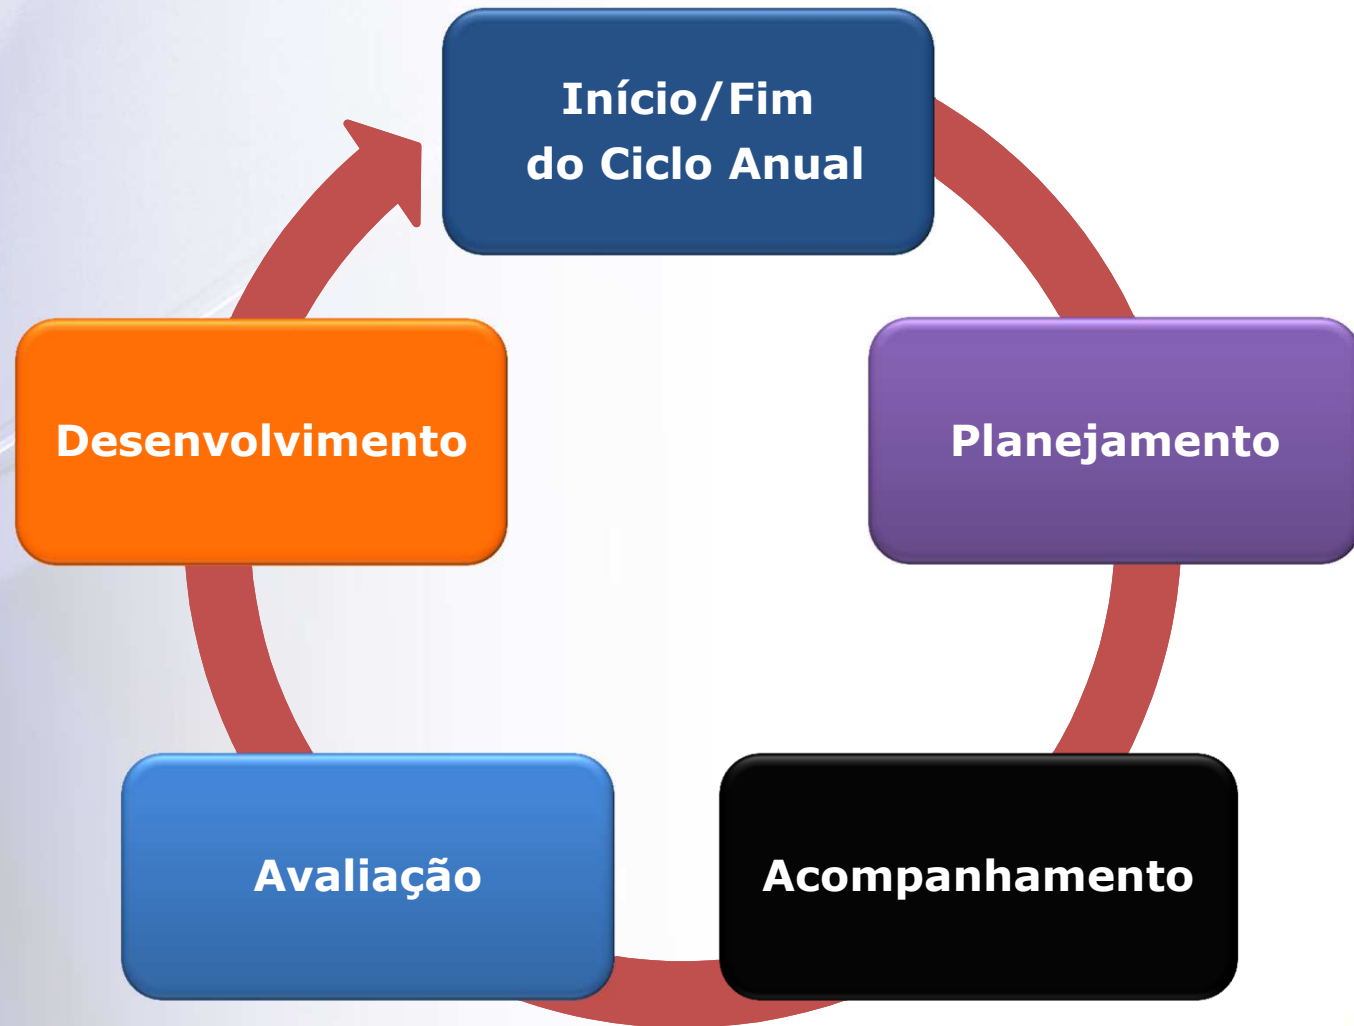 Início/Fim
do Ciclo Anual
Planejamento
Acompanhamento
Avaliação
Desenvolvimento